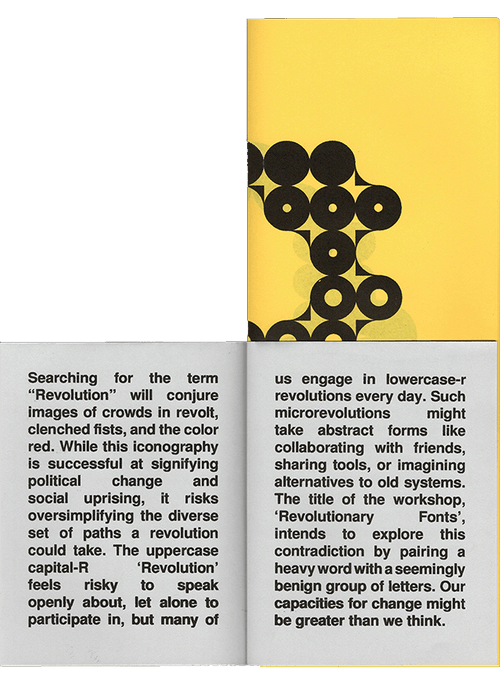 Searching for the term
“Revolution” will conjure
images of crowds in revolt,
clenched fists, and the color
red. While this iconography
is successful at signifying
political change and
social uprising, it risks
oversimplifying the diverse
set of paths a revolution
could take. The uppercase
capital-R ‘Revolution’
feels risky to speak
openly about, let alone to
participate in, but many of
us engage in lowercase-r
revolutions every day. Such
microrevolutions might
take abstract forms like
collaborating with friends,
sharing tools, or imagining
alternatives to old systems.
The title of the workshop,
‘Revolutionary Fonts’,
intends to explore this
contradiction by pairing a
heavy word with a seemingly
benign group of letters. Our
capacities for change might
be greater than we think.